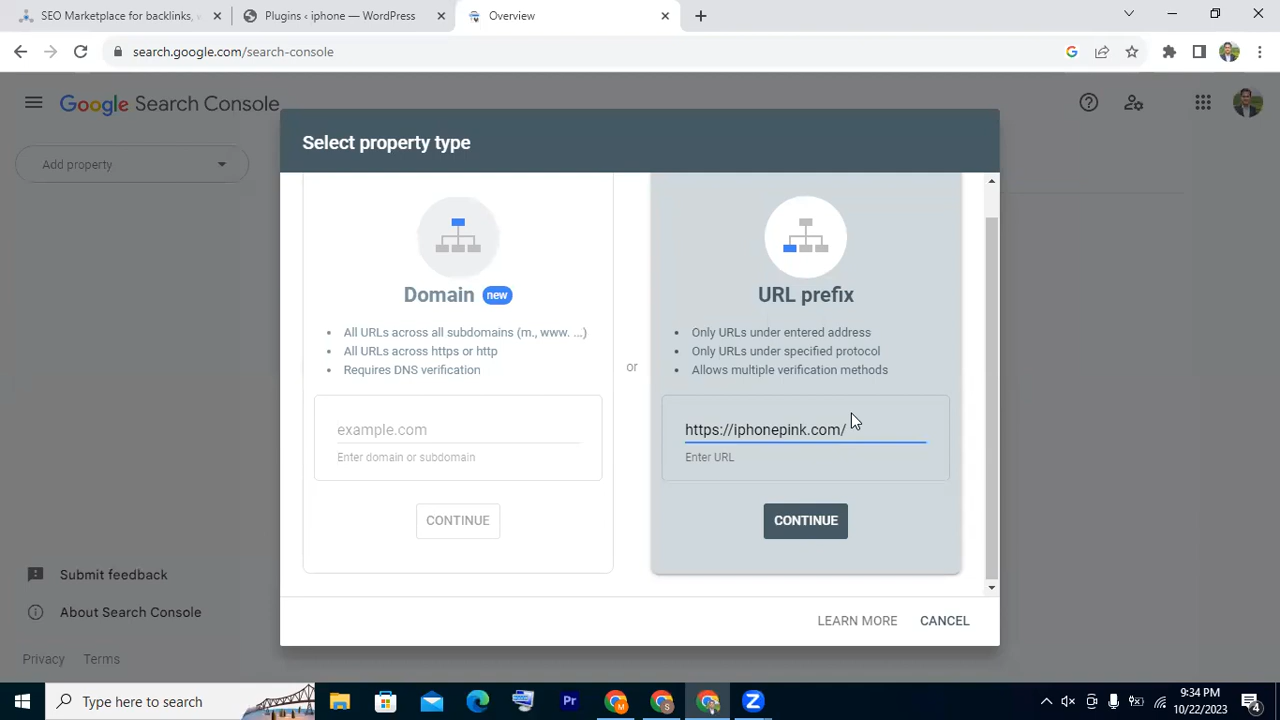 SEO Marketplace for backlinks, v
Plugins ‹ iphone — WordPress
Overview
search.google.com/search-console
Google Search Console
Add property
Select property type
Domain new
All URLs across all subdomains (m., www. ...)
All URLs across https or http
Requires DNS verification
example.com
Enter domain or subdomain
CONTINUE
or
URL prefix
Only URLs under entered address
Only URLs under specified protocol
Allows multiple verification methods
https://iphonepink.com/
Enter URL
CONTINUE
LEARN MORE CANCEL
Submit feedback
About Search Console
Privacy Terms
Type here to search
Pr
M
S
Z
9:34 PM
10/22/2023
4